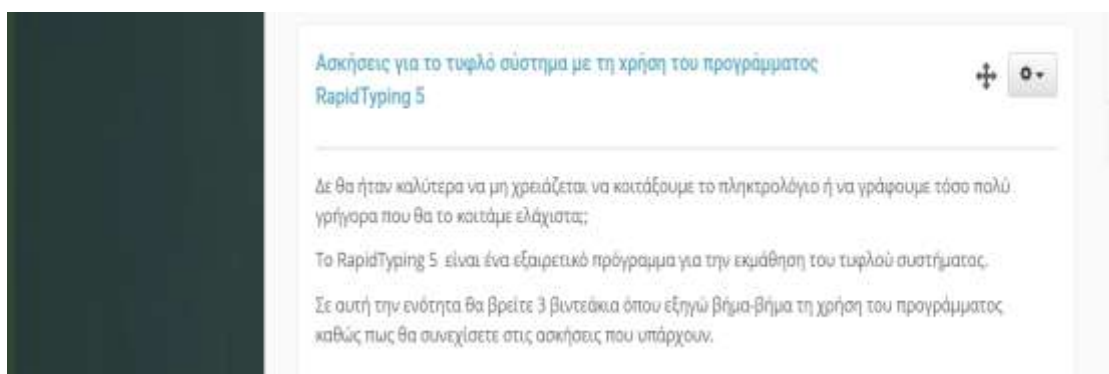 Ασκήσεις για το τυφλό σύστημα με τη χρήση του προγράμματος
RapidTyping 5
Δε θα ήταν καλύτερα να μη χρειάζεται να κοιτάξουμε το πληκτρολόγιο ή να γράφουμε τόσο πολύ
γρήγορα που θα το κοιτάμε ελάχιστα;;
Το RapidTyping 5 είναι ένα εξαιρετικό πρόγραμμα για την εκμάθηση του τυφλού συστήματος.
Σε αυτή την ενότητα θα βρείτε 3 βιντεάκια όπου εξηγώ βήμα-βήμα τη χρήση του προγράμματος
καθώς πως θα συνεχίσετε στις ασκήσεις που υπάρχουν.